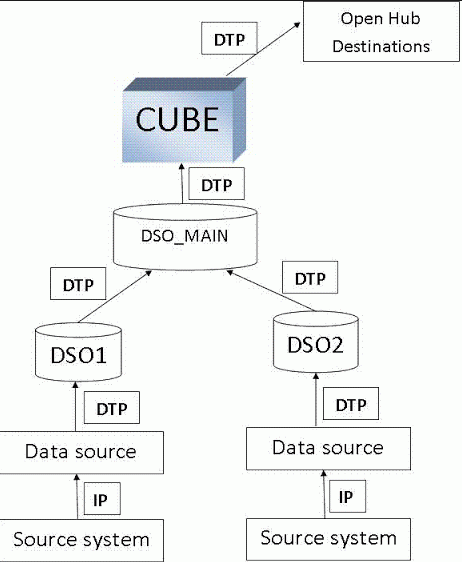 Open Hub
Destinations
DTP
CUBE
DTP
DSO_MAIN
DTP
DTP
DSO1
DSO2
DTP
DTP
Data source
Data source
IP
IP
Source system
Source system